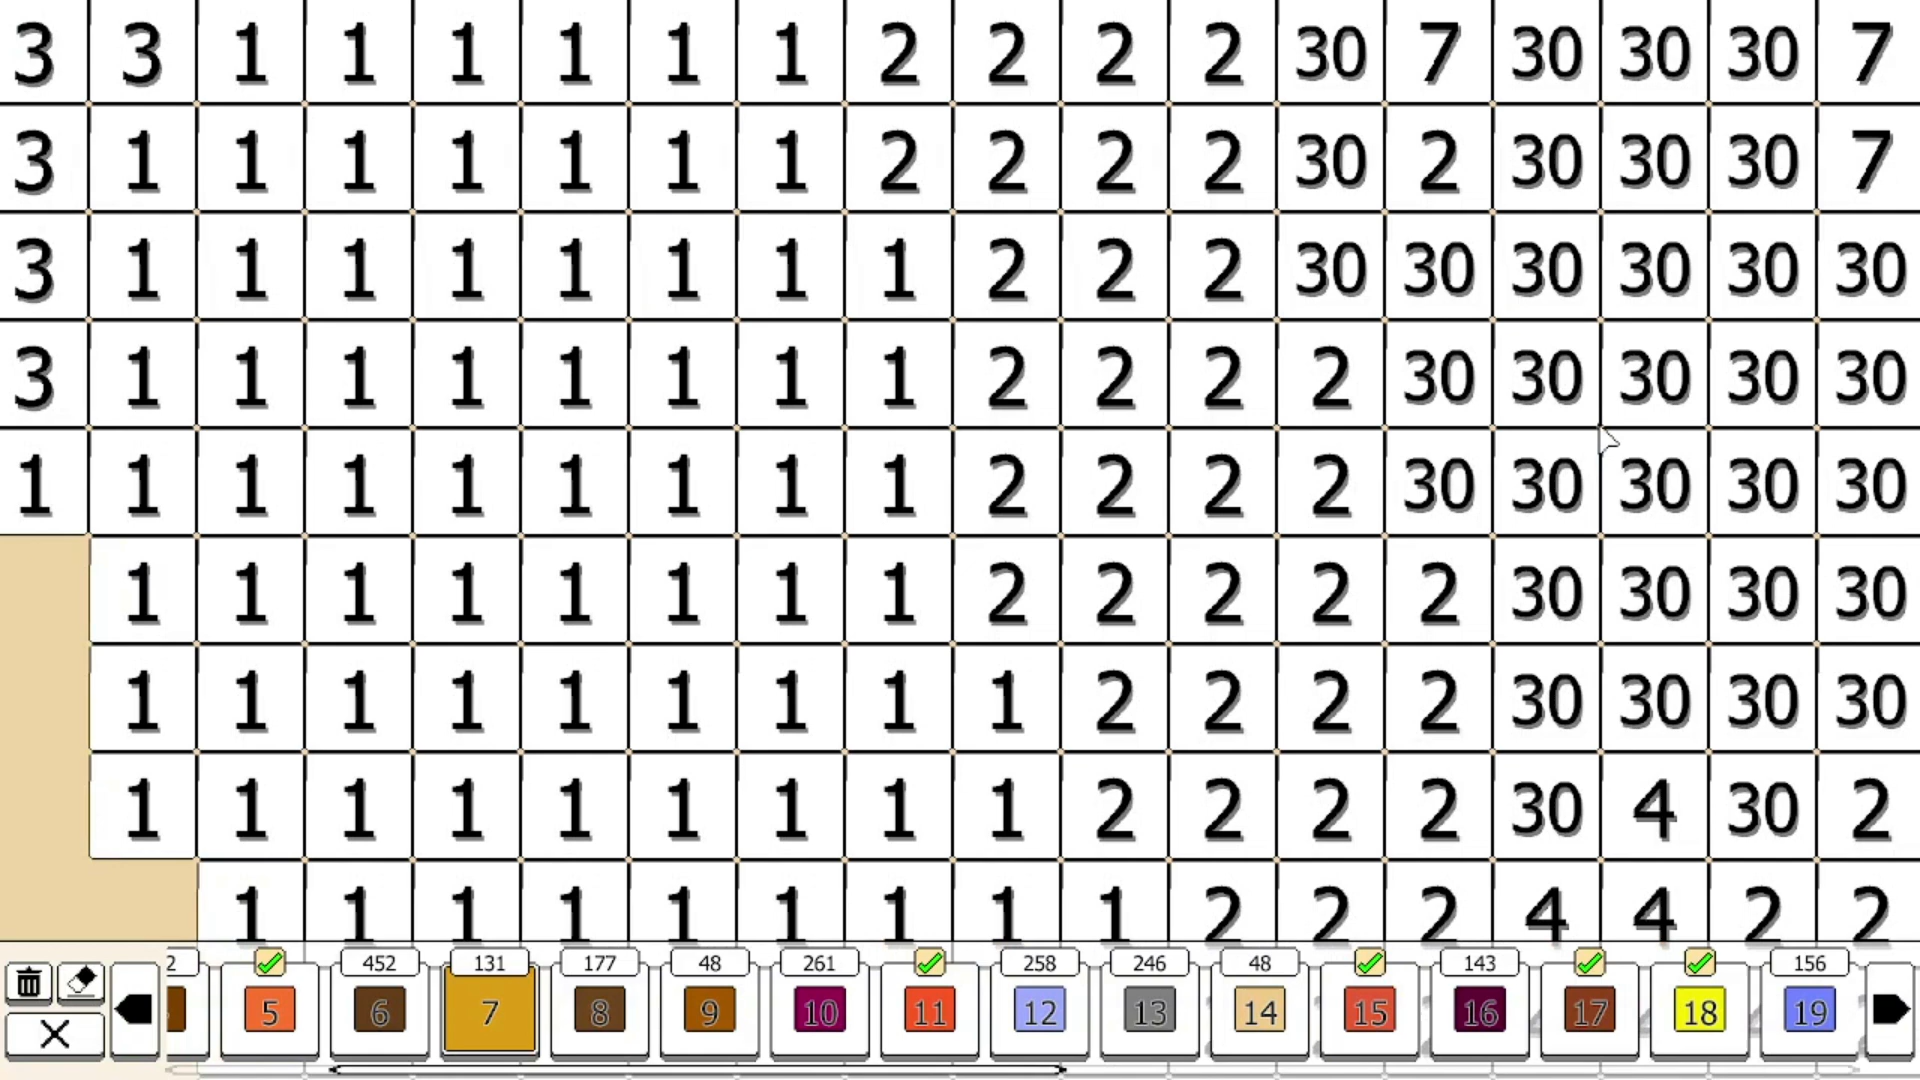 3 3 1 1 1 1 1 1 2 2 2 2 30 7 30 30 30 7
3 1 1 1 1 1 1 1 2 2 2 2 30 2 30 30 30 7
3 1 1 1 1 1 1 1 1 2 2 2 30 30 30 30 30 30
3 1 1 1 1 1 1 1 1 2 2 2 2 30 30 30 30 30
1 1 1 1 1 1 1 1 1 2 2 2 2 30 30 30 30 30
1 1 1 1 1 1 1 1 2 2 2 2 2 30 30 30 30
1 1 1 1 1 1 1 1 1 2 2 2 2 30 30 30 30
1 1 1 1 1 1 1 1 1 2 2 2 2 30 4 30 2
1 1 1 1 1 1 1 1 1 2 2 2 4 4 2 2
2 452 131 177 48 261 258 246 48 143 156
5 6 7 8 9 10 11 12 13 14 15 16 17 18 19